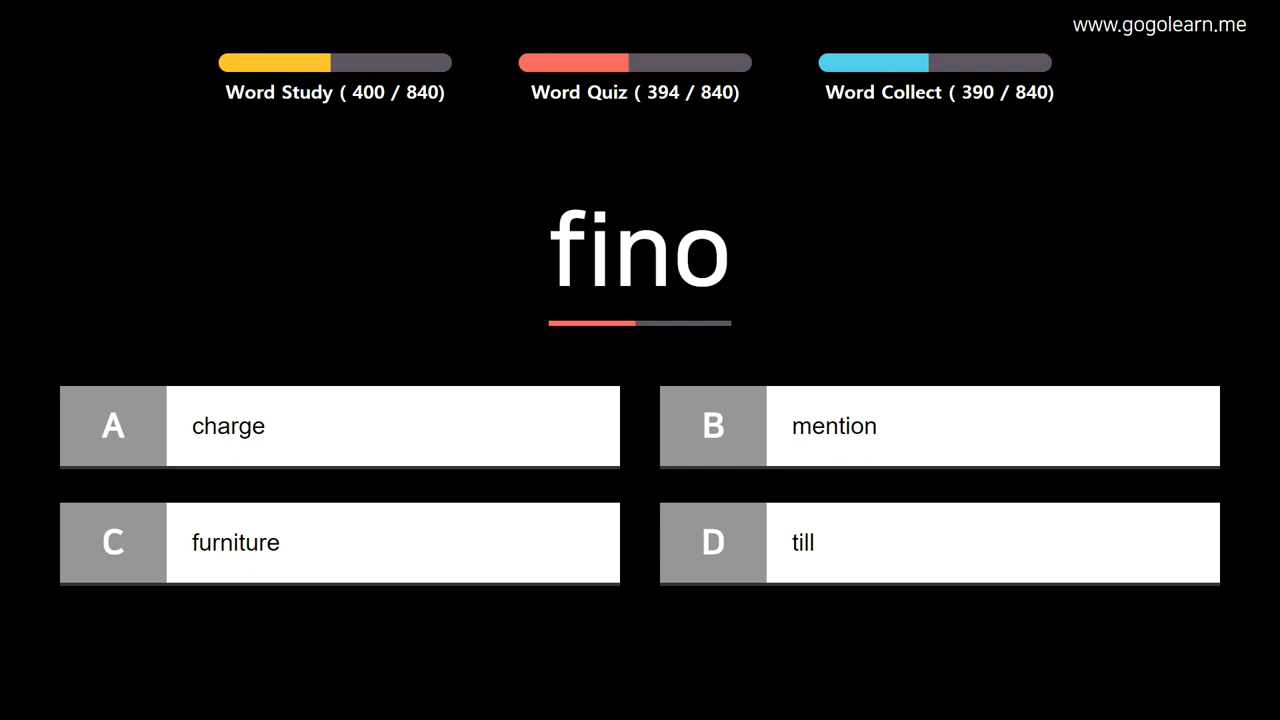 www.gogolearn.me
Word Study ( 400 / 840)
Word Quiz ( 394 / 840)
Word Collect ( 390 / 840)
fino
A charge
B mention
C furniture
D till